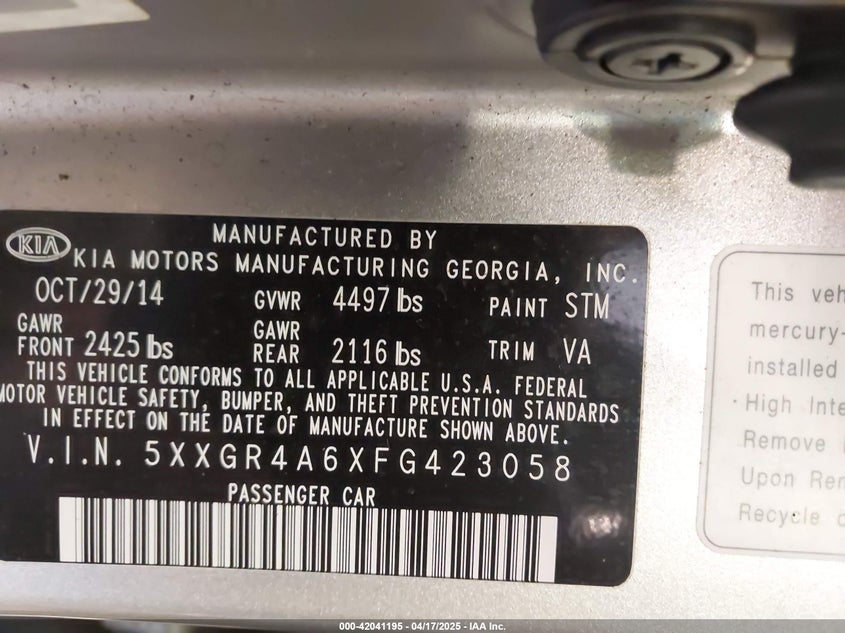 MANUFACTURED BY
KIA KIA MOTORS MANUFACTURING GEORGIA, INC.
OCT/29/14 GVWR 4497 lbs PAINT STM
GAWR FRONT 2425 lbs GAWR REAR 2116 lbs TRIM VA
THIS VEHICLE CONFORMS TO ALL APPLICABLE U.S.A. FEDERAL
MOTOR VEHICLE SAFETY, BUMPER, AND THEFT PREVENTION STANDARDS
IN EFFECT ON THE DATE OF MANUFACTURE SHOWN ABOVE.
V.I.N. 5XXGR4A6XFG423058
PASSENGER CAR
This veh
mercury-
installed
· High Inte
Remove
Upon Rem
Recycle
000-42041195 - 04/17/2025 - IAA Inc.